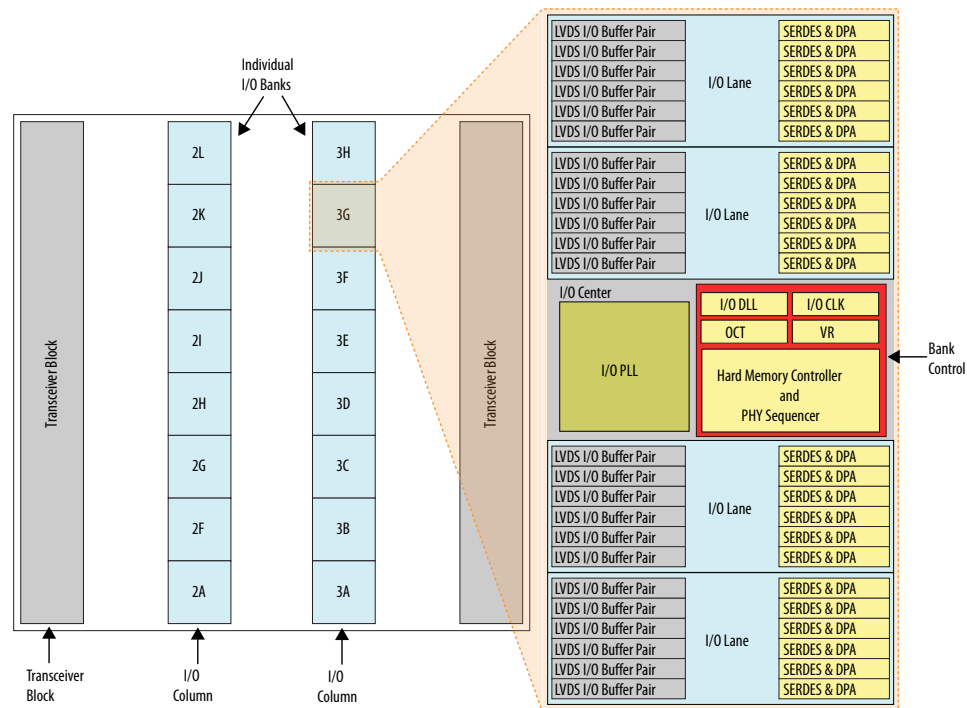 Individual
I/O Banks
Transceiver Block
2L
2K
2J
2I
2H
2G
2F
2A
3H
3G
3F
3E
3D
3C
3B
3A
Transceiver Block
Transceiver
Block
I/O
Column
I/O
Column
LVDS I/O Buffer Pair
LVDS I/O Buffer Pair
LVDS I/O Buffer Pair
LVDS I/O Buffer Pair
LVDS I/O Buffer Pair
LVDS I/O Buffer Pair
I/O Lane
SERDES & DPA
SERDES & DPA
SERDES & DPA
SERDES & DPA
SERDES & DPA
SERDES & DPA
LVDS I/O Buffer Pair
LVDS I/O Buffer Pair
LVDS I/O Buffer Pair
LVDS I/O Buffer Pair
LVDS I/O Buffer Pair
LVDS I/O Buffer Pair
I/O Lane
SERDES & DPA
SERDES & DPA
SERDES & DPA
SERDES & DPA
SERDES & DPA
SERDES & DPA
I/O Center
I/O PLL
I/O DLL
I/O CLK
OCT
VR
Hard Memory Controller
and
PHY Sequencer
Bank
Control
LVDS I/O Buffer Pair
LVDS I/O Buffer Pair
LVDS I/O Buffer Pair
LVDS I/O Buffer Pair
LVDS I/O Buffer Pair
LVDS I/O Buffer Pair
I/O Lane
SERDES & DPA
SERDES & DPA
SERDES & DPA
SERDES & DPA
SERDES & DPA
SERDES & DPA
LVDS I/O Buffer Pair
LVDS I/O Buffer Pair
LVDS I/O Buffer Pair
LVDS I/O Buffer Pair
LVDS I/O Buffer Pair
LVDS I/O Buffer Pair
I/O Lane
SERDES & DPA
SERDES & DPA
SERDES & DPA
SERDES & DPA
SERDES & DPA
SERDES & DPA